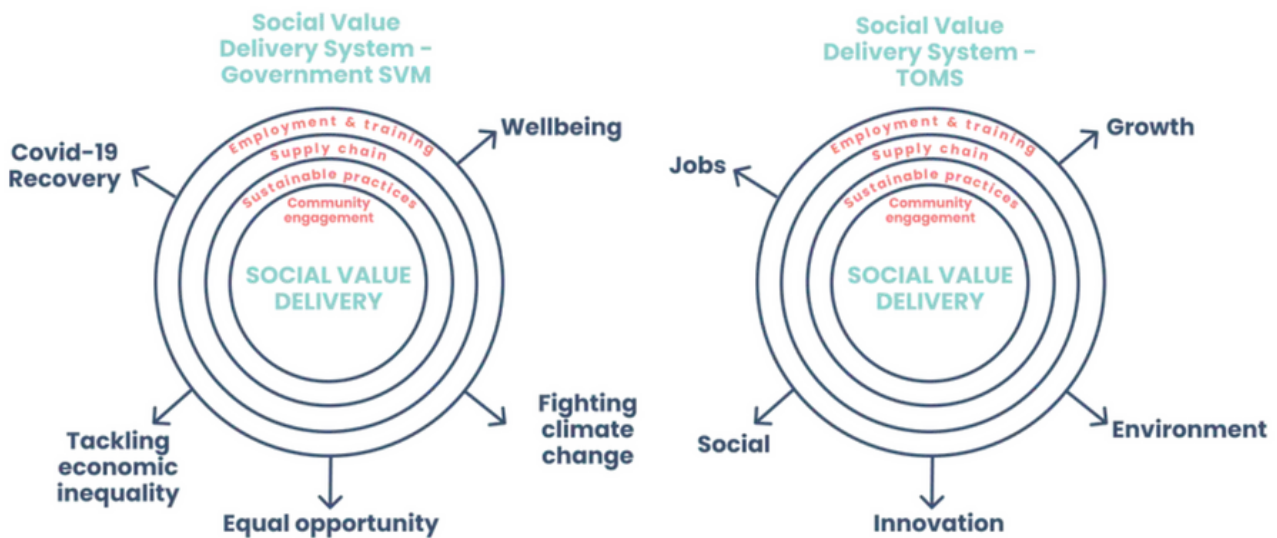 Social Value
Delivery System -
Government SVM
Employment & training
Supply chain
Sustainable practices
Community
engagement
SOCIAL VALUE
DELIVERY
Covid-19
Recovery
Wellbeing
Tackling
economic
inequality
Equal opportunity
Fighting
climate
change
Social Value
Delivery System -
TOMS
Employment & training
Supply chain
Sustainable practices
Community
engagement
SOCIAL VALUE
DELIVERY
Jobs
Growth
Social
Innovation
Environment